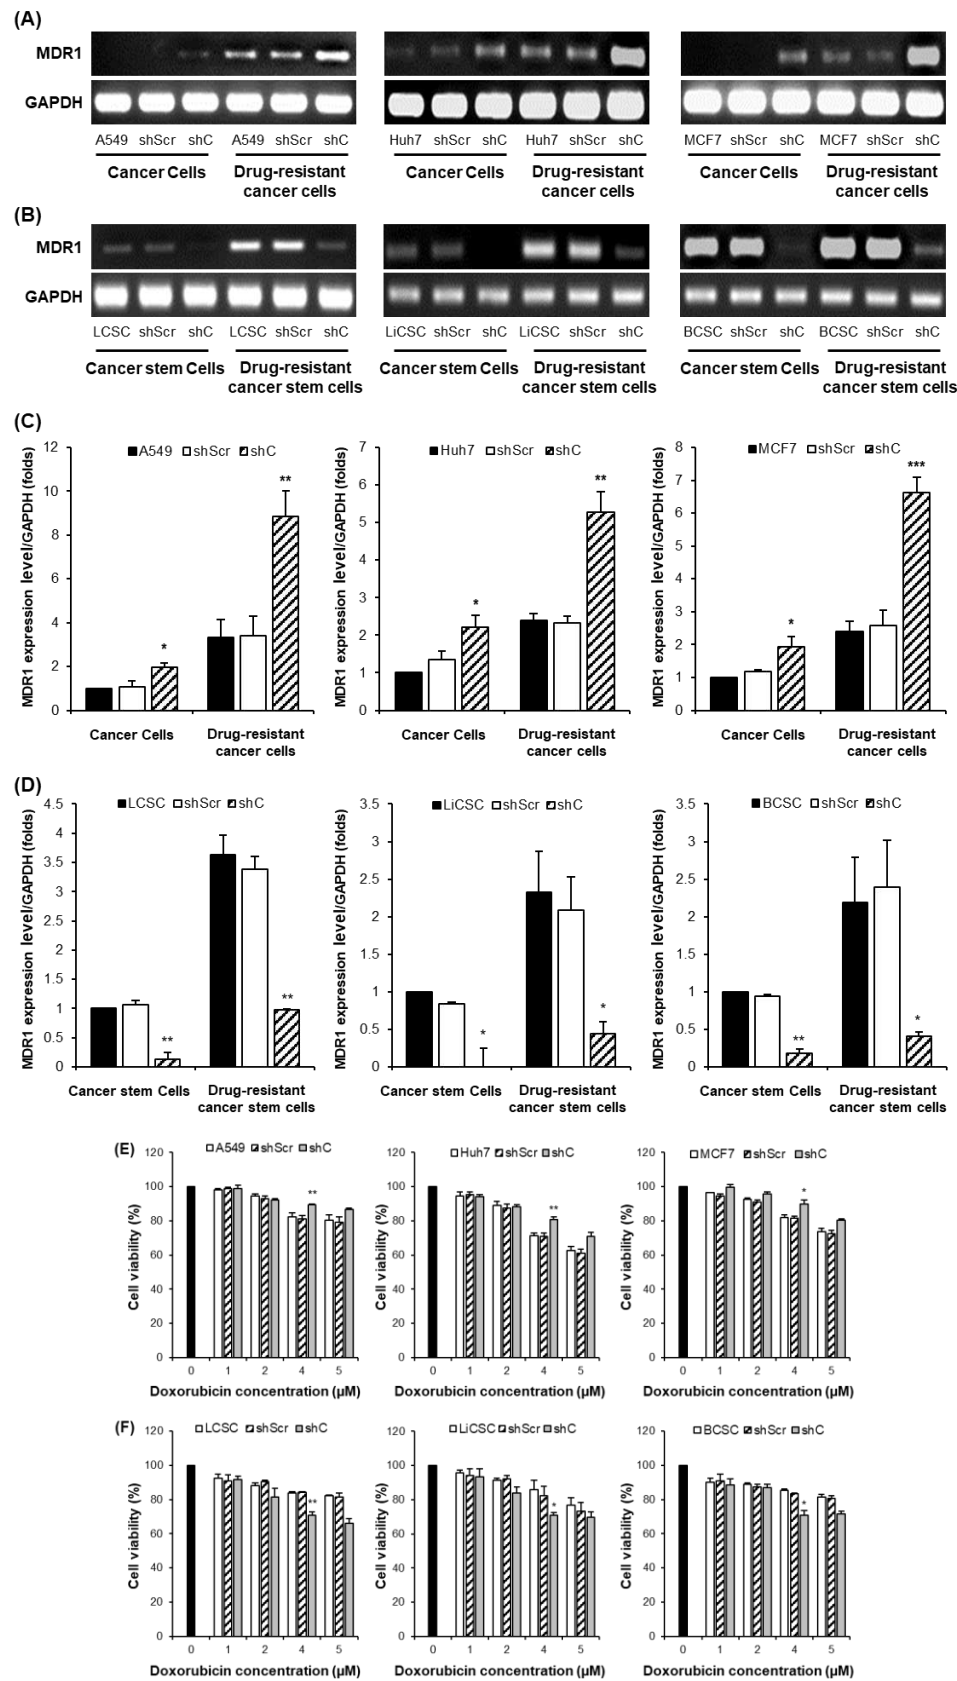 (A)
MDR1
GAPDH
A549 shScr shC A549 shScr shC Huh7 shScr shC Huh7 shScr shC MCF7 shScr shC MCF7 shScr shC
Cancer Cells Drug-resistant Cancer Cells Drug-resistant Cancer Cells Drug-resistant
cancer cells cancer cells cancer cells
(B)
MDR1
GAPDH
LCSC shScr shC LCSC shScr shC LiCSC shScr shC LiCSC shScr shC BCSC shScr shC BCSC shScr shC
Cancer stem Cells Drug-resistant Cancer stem Cells Drug-resistant Cancer stem Cells Drug-resistant
cancer stem cells cancer stem cells cancer stem cells
(C)
MDR1 expression level/GAPDH (folds)
12
10
8
6
4
2
0
A549 shScr shC
*
**
Cancer Cells Drug-resistant
cancer cells
MDR1 expression level/GAPDH (folds)
7
6
5
4
3
2
1
0
Huh7 shScr shC
*
**
Cancer Cells Drug-resistant
cancer cells
MDR1 expression level/GAPDH (folds)
8
7
6
5
4
3
2
1
0
MCF7 shScr shC
*
***
Cancer Cells Drug-resistant
cancer cells
(D)
MDR1 expression level/GAPDH (folds)
4.5
4
3.5
3
2.5
2
1.5
1
0.5
0
LCSC shScr shC
**
**
Cancer stem Cells Drug-resistant
cancer stem cells
MDR1 expression level/GAPDH (folds)
3.5
3
2.5
2
1.5
1
0.5
0
LiCSC shScr shC
*
*
Cancer stem Cells Drug-resistant
cancer stem cells
MDR1 expression level/GAPDH (folds)
3.5
3
2.5
2
1.5
1
0.5
0
BCSC shScr shC
**
*
Cancer stem Cells Drug-resistant
cancer stem cells
(E)
Cell viability (%)
120
100
80
60
40
20
0
A549 shScr shC
**
0 1 2 4 5
Doxorubicin concentration (µM)
Cell viability (%)
120
100
80
60
40
20
0
Huh7 shScr shC
**
0 1 2 4 5
Doxorubicin concentration (µM)
Cell viability (%)
120
100
80
60
40
20
0
MCF7 shScr shC
*
0 1 2 4 5
Doxorubicin concentration (µM)
(F)
Cell viability (%)
120
100
80
60
40
20
0
LCSC shScr shC
**
0 1 2 4 5
Doxorubicin concentration (µM)
Cell viability (%)
120
100
80
60
40
20
0
LiCSC shScr shC
*
0 1 2 4 5
Doxorubicin concentration (µM)
Cell viability (%)
120
100
80
60
40
20
0
BCSC shScr shC
*
0 1 2 4 5
Doxorubicin concentration (µM)